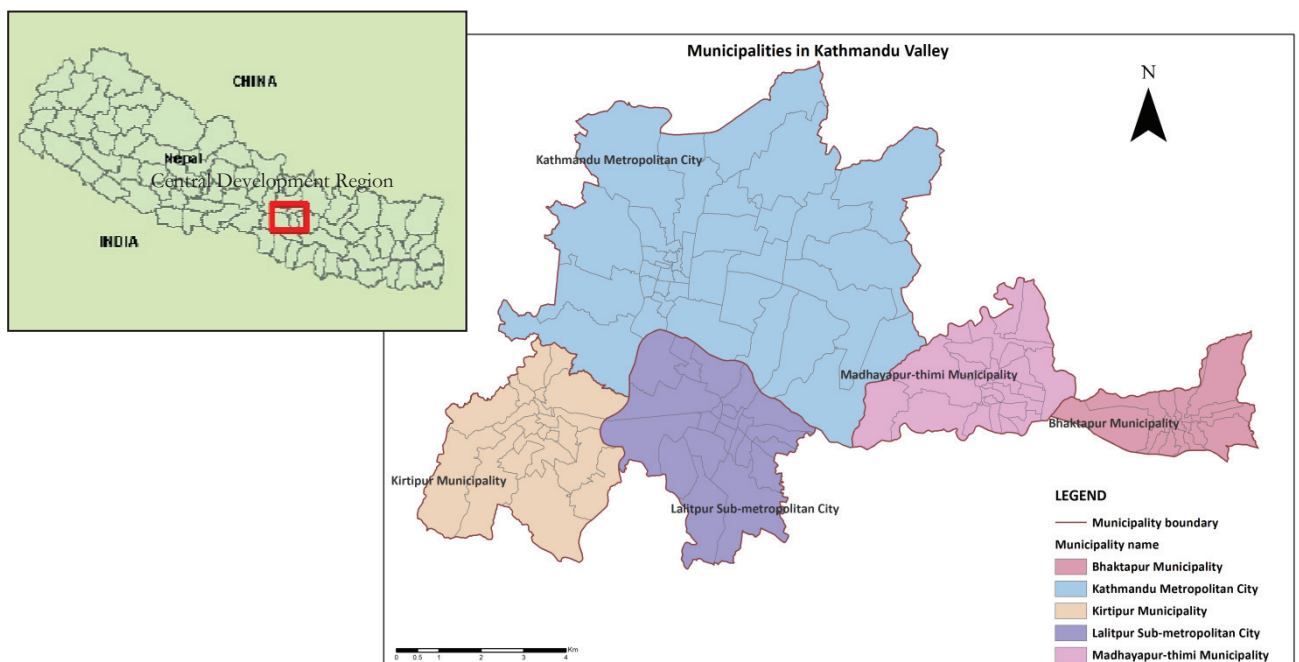 CHINA
Nepal
Central Development Region
INDIA
Municipalities in Kathmandu Valley
N
Kathmandu Metropolitan City
Madhayapur-thimi Municipality
Bhaktapur Municipality
Kirtipur Municipality
Lalitpur Sub-metropolitan City
LEGEND
Municipality boundary
Municipality name
Bhaktapur Municipality
Kathmandu Metropolitan City
Kirtipur Municipality
Lalitpur Sub-metropolitan City
Madhayapur-thimi Municipality
Km
0 0.5 1 2 3 4